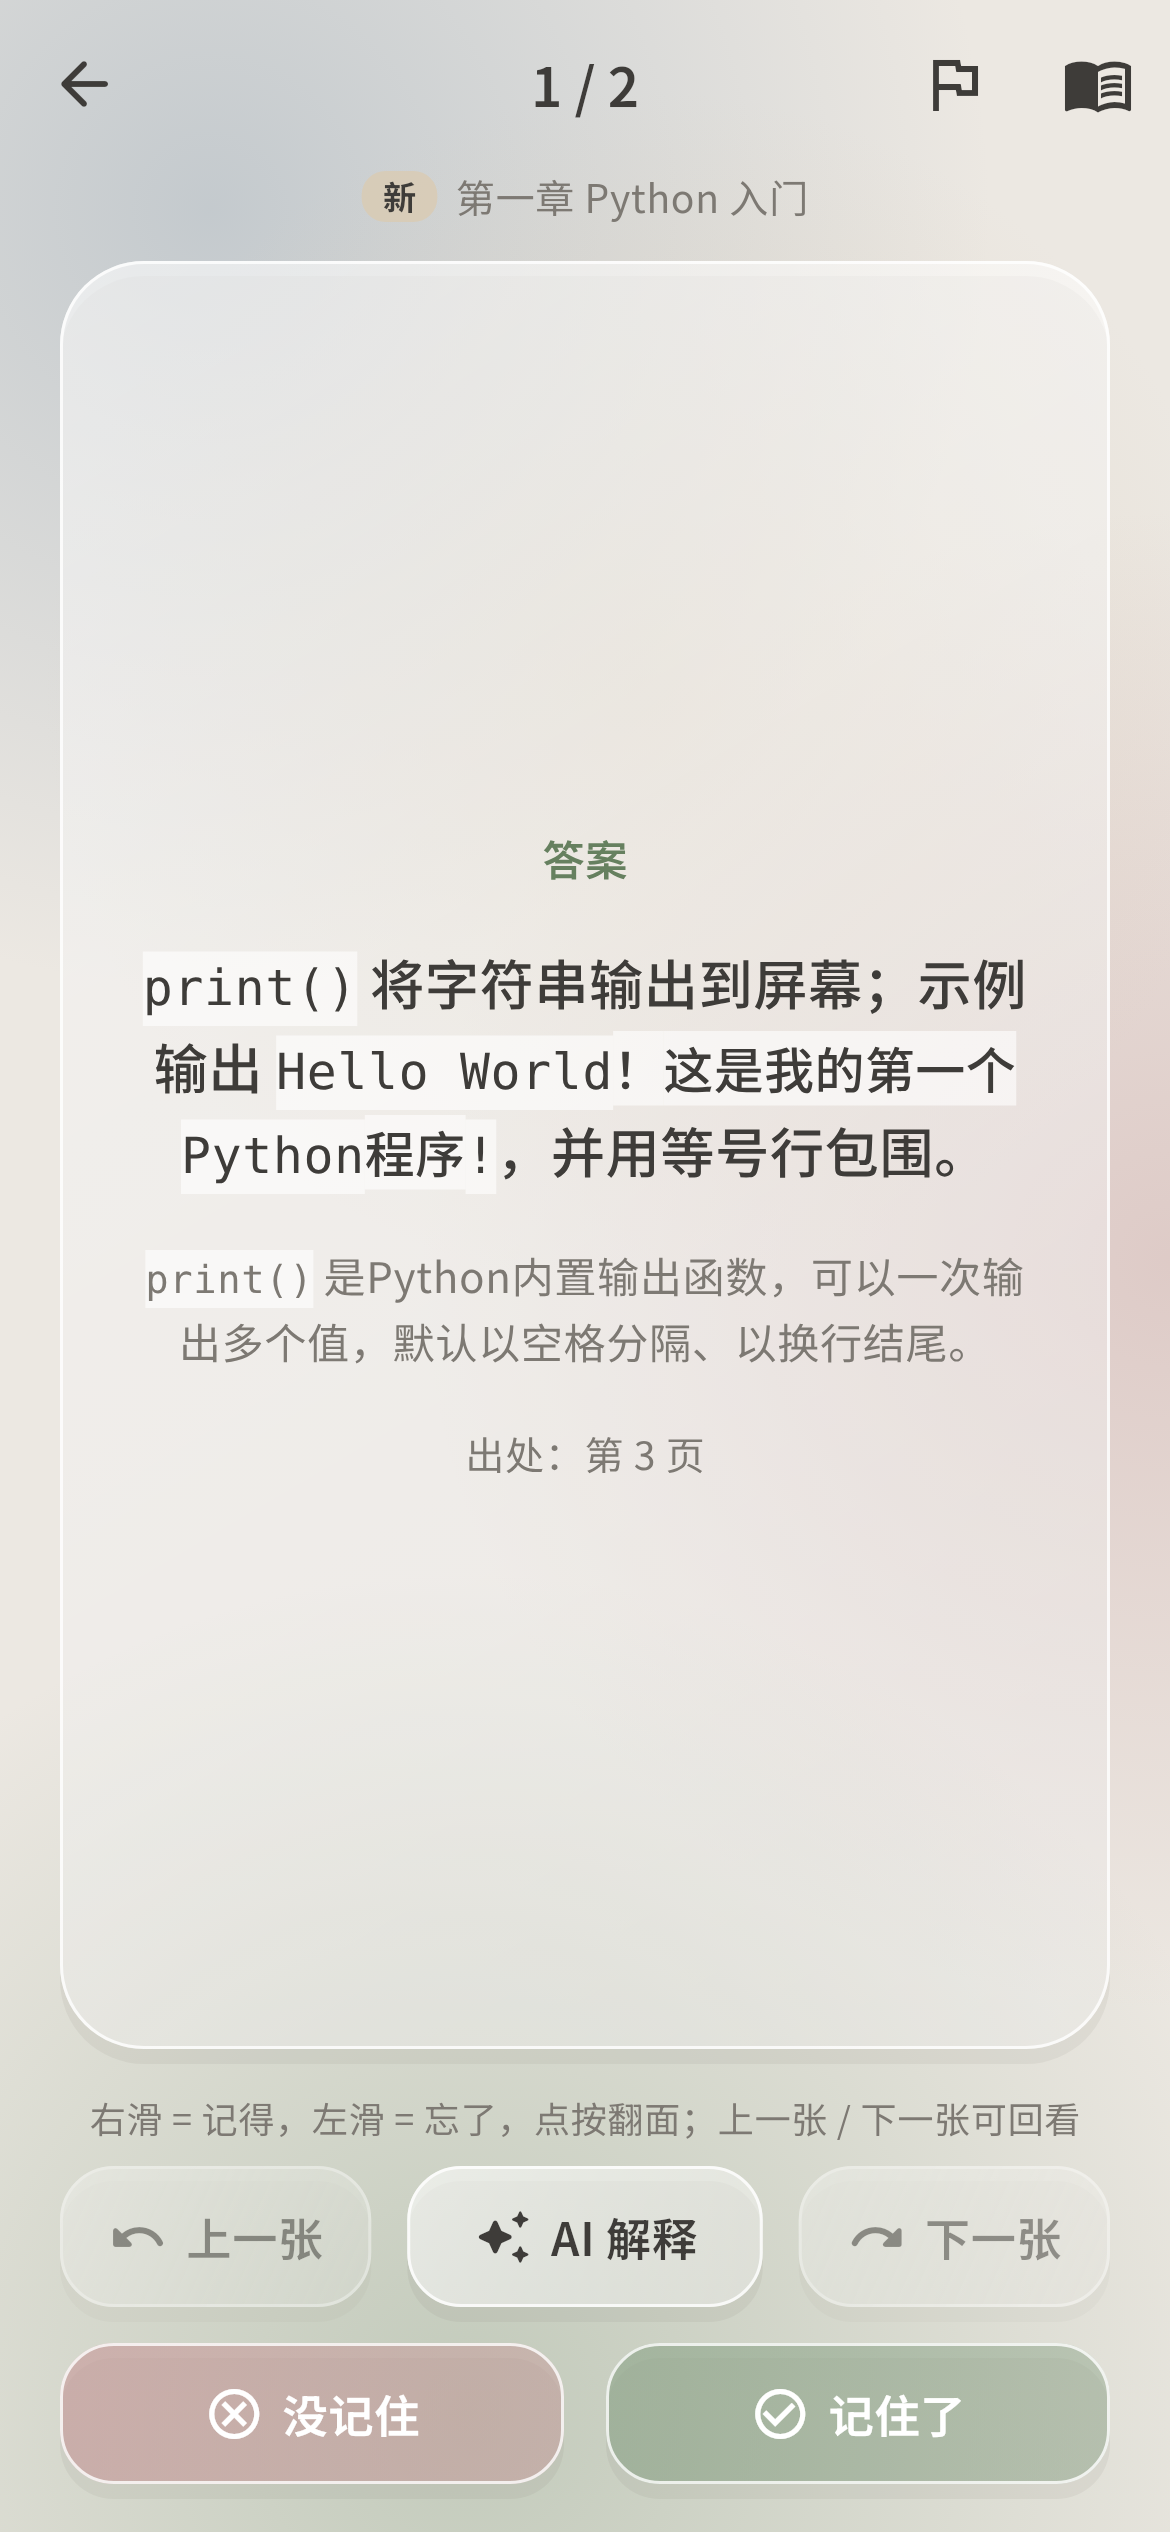 1 / 2
新 第一章 Python 入门
答案
print() 将字符串输出到屏幕；示例
输出 Hello World！这是我的第一个
Python程序!，并用等号行包围。
print() 是Python内置输出函数，可以一次输
出多个值，默认以空格分隔、以换行结尾。
出处：第 3 页
右滑 = 记得，左滑 = 忘了，点按翻面；上一张 / 下一张可回看
上一张 AI 解释 下一张
没记住 记住了